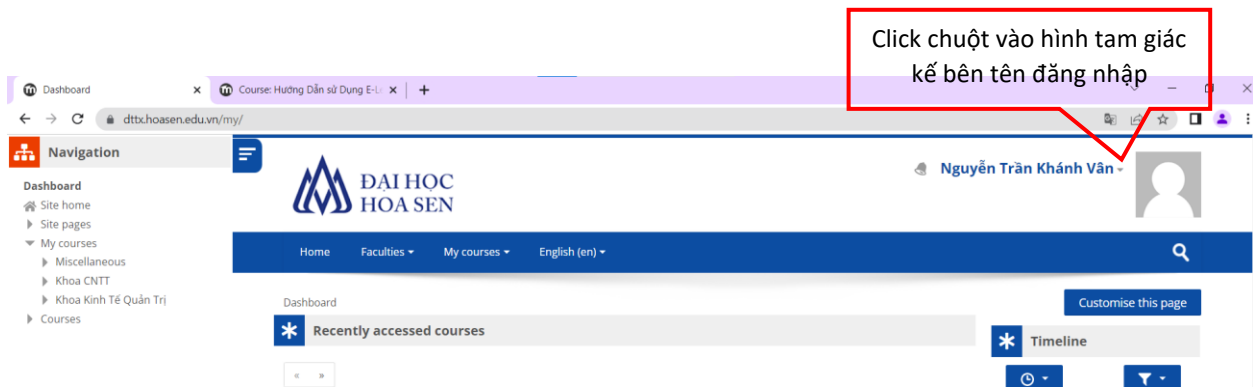 Click chuột vào hình tam giác
kế bên tên đăng nhập
Dashboard
Course: Hướng Dẫn sử Dụng E-L
dttx.hoasen.edu.vn/my/
Navigation
Dashboard
Site home
Site pages
My courses
Miscellaneous
Khoa CNTT
Khoa Kinh Tế Quản Trị
Courses
ĐẠI HỌC
HOA SEN
Nguyễn Trần Khánh Vân
Home Faculties My courses English (en)
Dashboard
Customise this page
Recently accessed courses
Timeline
« »